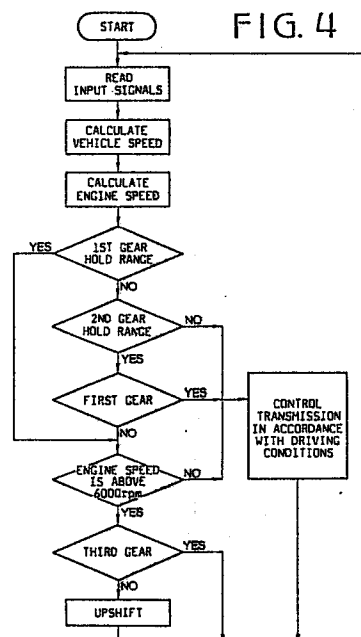 FIG. 4
START
READ
INPUT SIGNALS
CALCULATE
VEHICLE SPEED
CALCULATE
ENGINE SPEED
1ST GEAR
HOLD RANGE
YES
NO
2ND GEAR
HOLD RANGE
NO
YES
FIRST GEAR
YES
NO
CONTROL
TRANSMISSION
IN ACCORDANCE
WITH DRIVING
CONDITIONS
ENGINE SPEED
IS ABOVE
6000rpm
NO
YES
THIRD GEAR
YES
NO
UPSHIFT